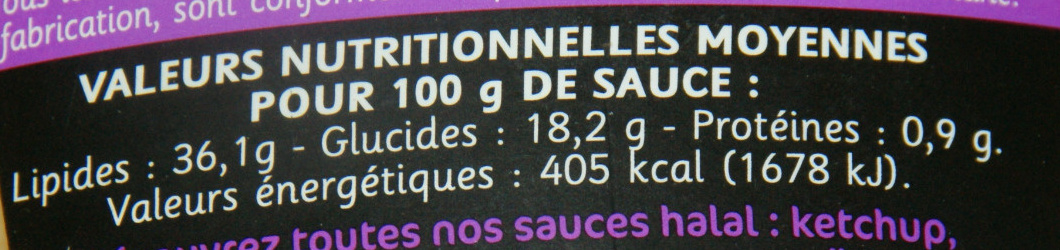 fabrication, sont
VALEURS NUTRITIONNELLES MOYENNES
POUR 100 g DE SAUCE :
Lipides : 36,1g - Glucides : 18,2 g - Protéines : 0,9 g.
Valeurs énergétiques : 405 kcal (1678 kJ).
toutes nos sauces halal : ketchup,